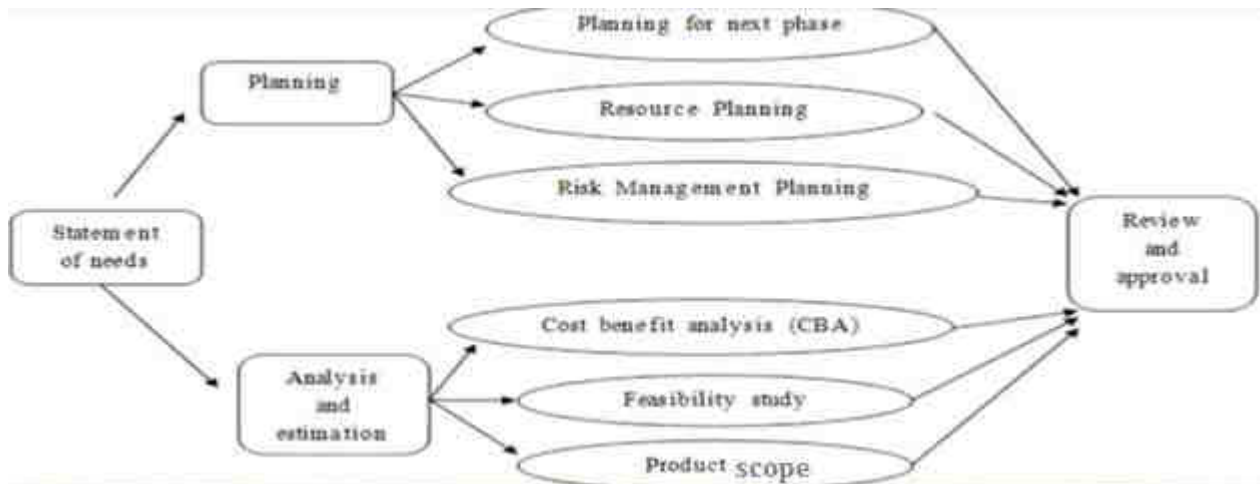 Planning for next phase
Planning
Resource Planning
Risk Management Planning
Statement
of needs
Review
and
approval
Cost benefit analysis (CBA)
Analysis
and
estimation
Feasibility study
Product scope